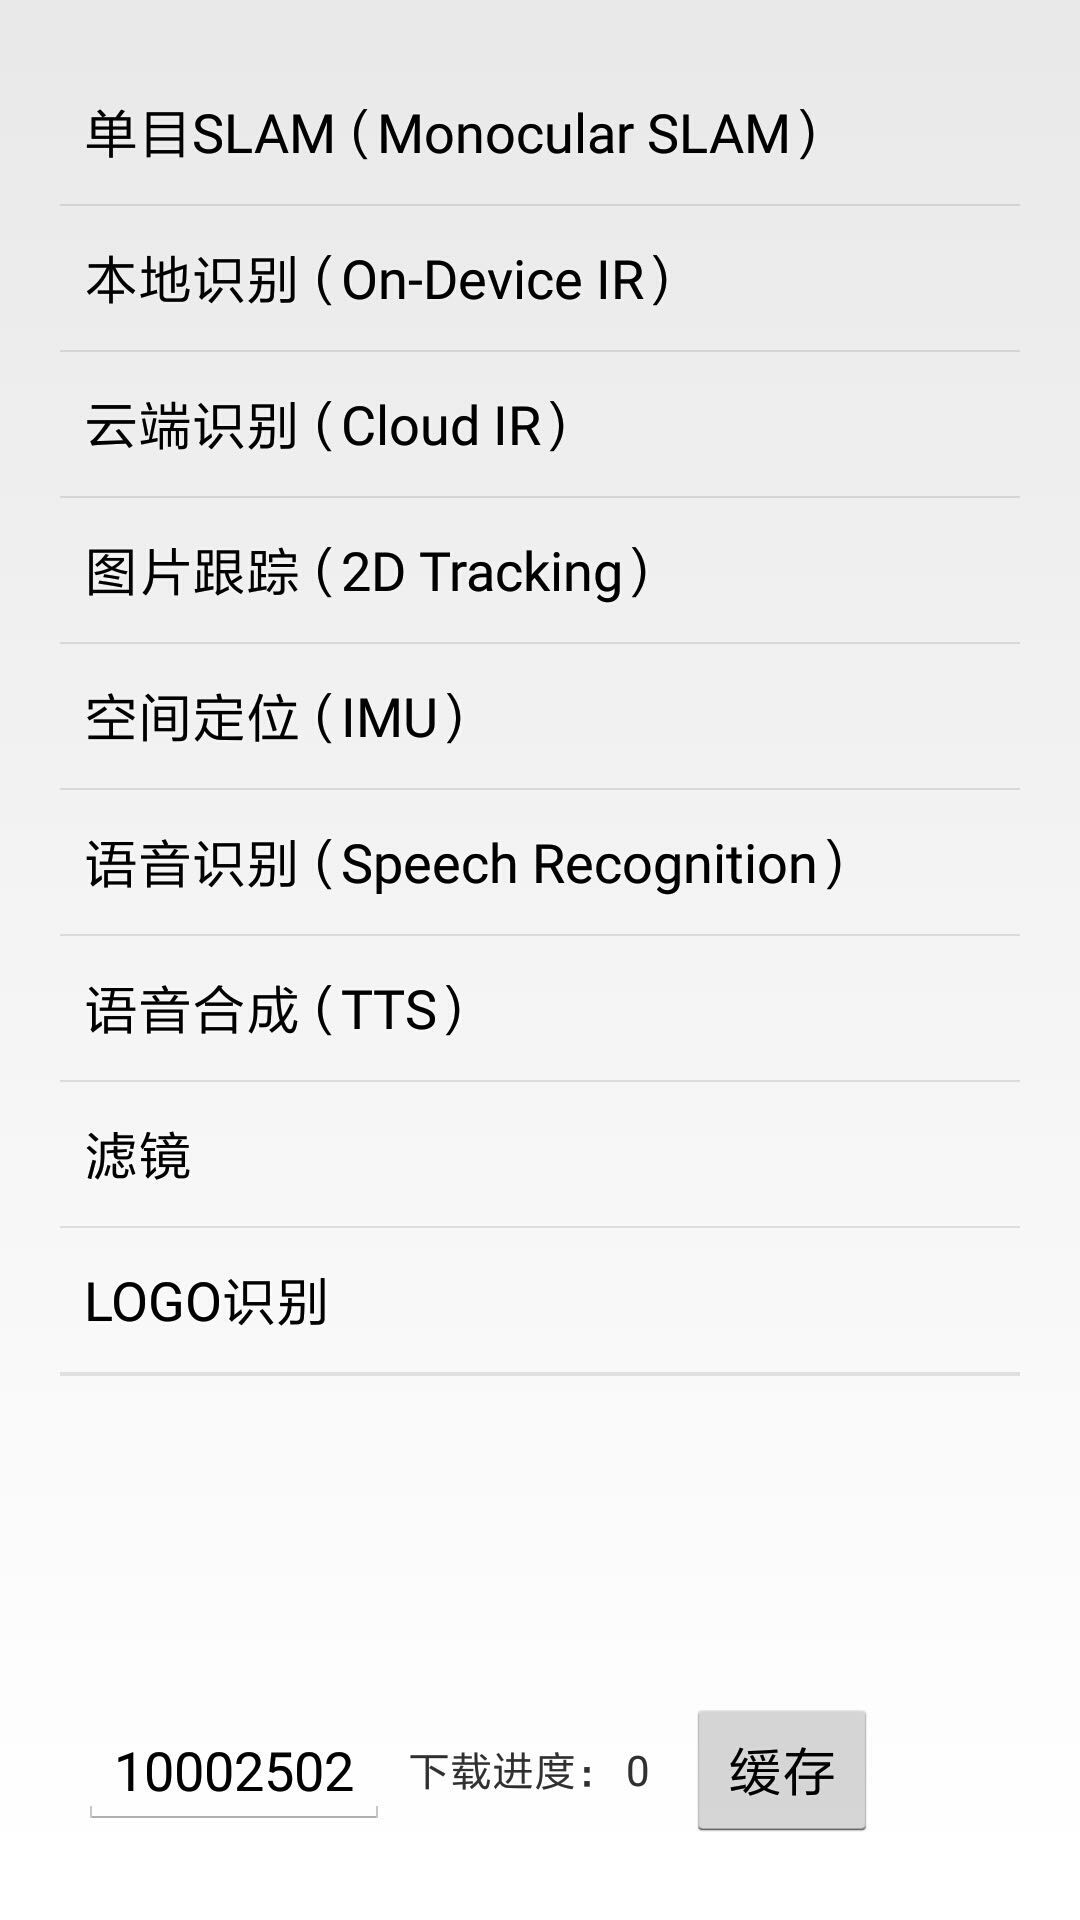 单目SLAM（Monocular SLAM）
本地识别（On-Device IR）
云端识别（Cloud IR）
图片跟踪（2D Tracking）
空间定位（IMU）
语音识别（Speech Recognition）
语音合成（TTS）
滤镜
LOGO识别
10002502 下载进度： 0 缓存